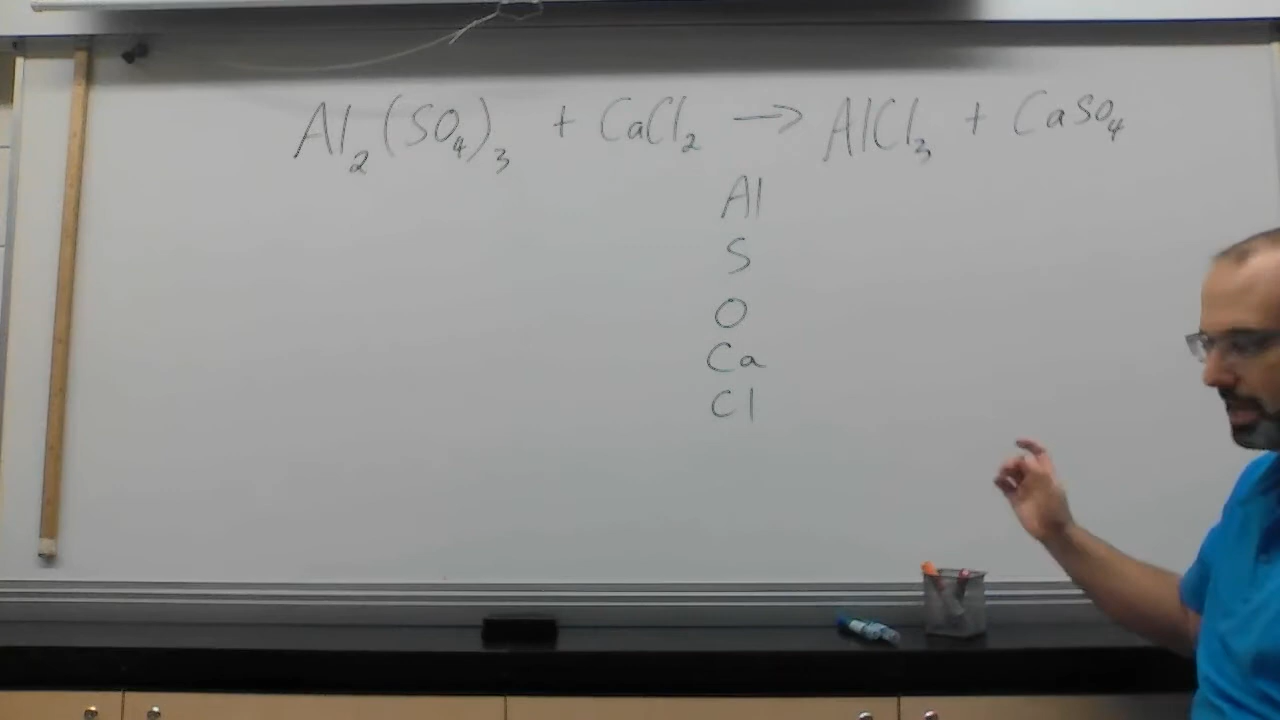 Al₂(SO₄)₃ + CaCl₂ → AlCl₃ + CaSO₄
Al
S
O
Ca
Cl